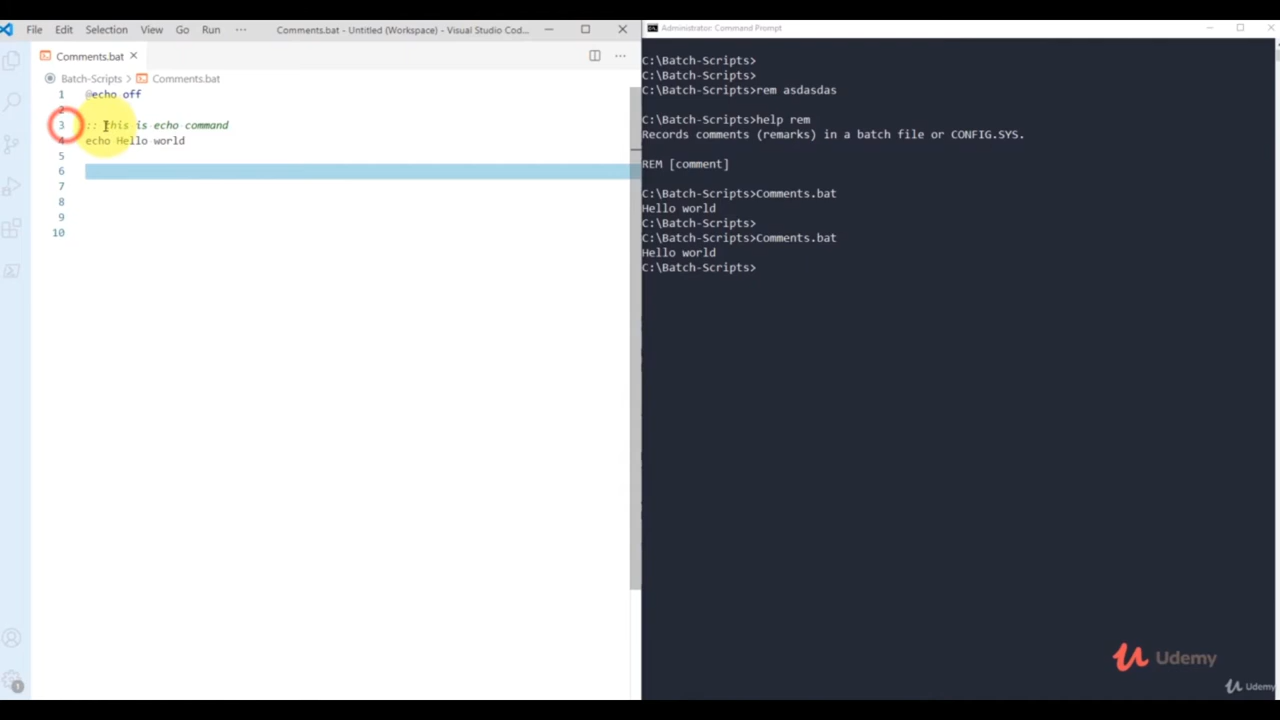 File Edit Selection View Go Run ··· Comments.bat - Untitled (Workspace) - Visual Studio Cod...
Comments.bat
Batch-Scripts > Comments.bat
1 @echo off
2
3 :: this is echo command
4 echo Hello world
5
6
7
8
9
10
1
Administrator: Command Prompt
C:\Batch-Scripts>
C:\Batch-Scripts>
C:\Batch-Scripts>rem asdasdas
C:\Batch-Scripts>help rem
Records comments (remarks) in a batch file or CONFIG.SYS.
REM [comment]
C:\Batch-Scripts>Comments.bat
Hello world
C:\Batch-Scripts>
C:\Batch-Scripts>Comments.bat
Hello world
C:\Batch-Scripts>
Udemy
Udemy